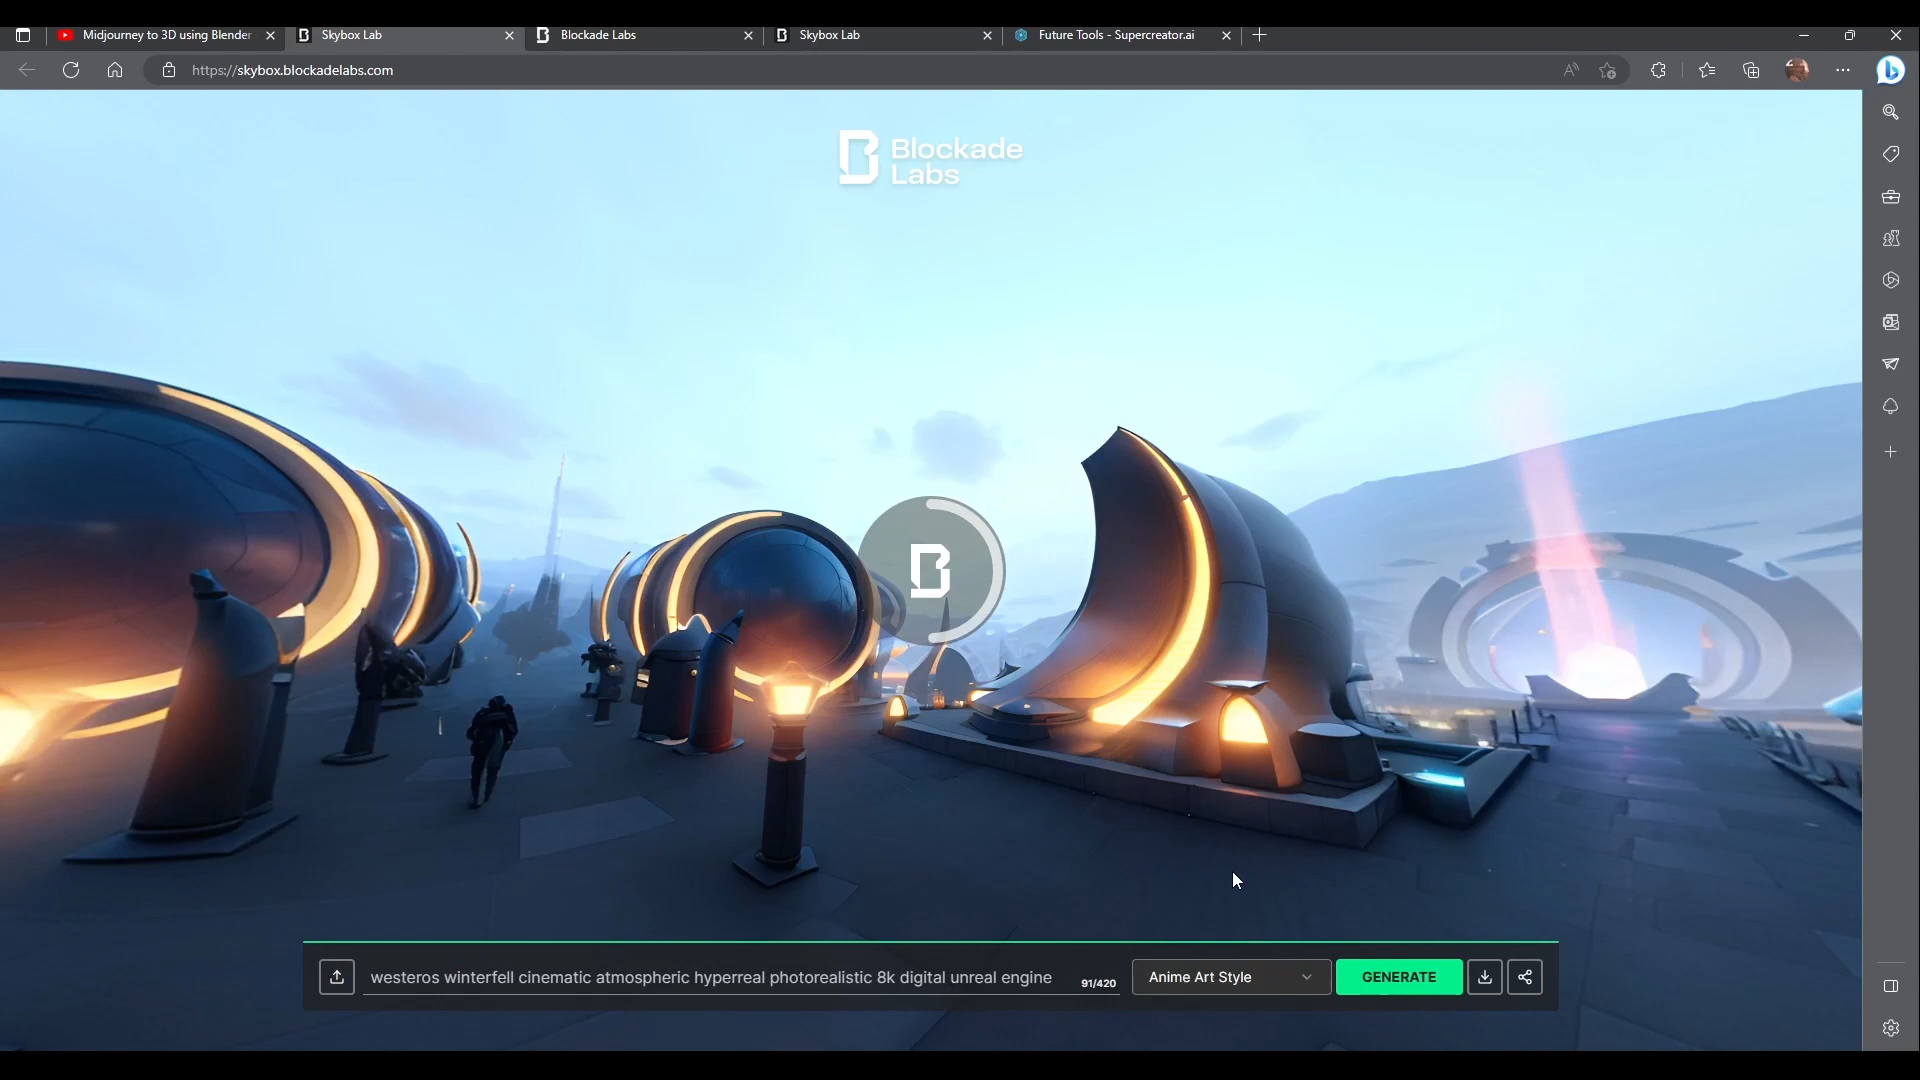 Midjourney to 3D using Blender
Skybox Lab
Blockade Labs
Skybox Lab
Future Tools - Supercreator.ai
https://skybox.blockadelabs.com
Blockade
Labs
westeros winterfell cinematic atmospheric hyperreal photorealistic 8k digital unreal engine
91/420
Anime Art Style
GENERATE